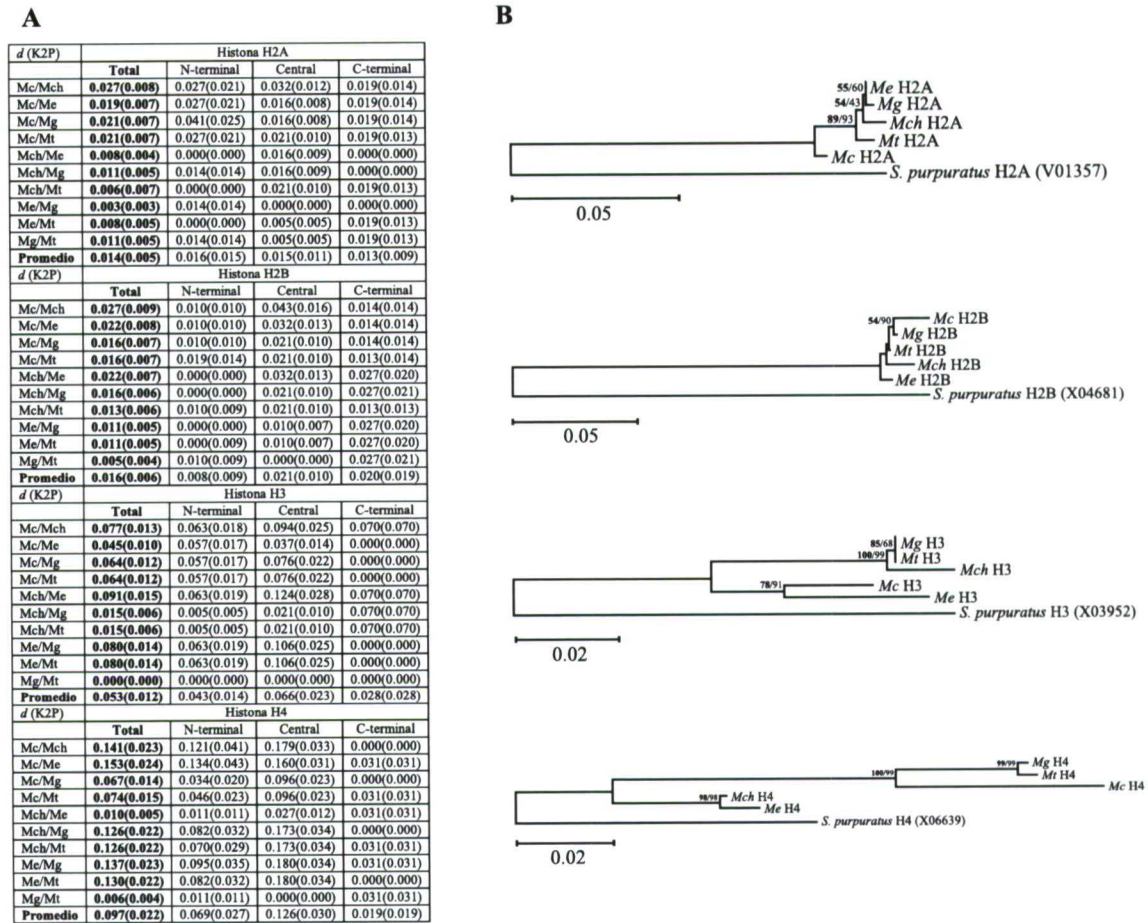 A
d (K2P) Histona H2A
Total N-terminal Central C-terminal
Mc/Mch 0.027(0.008) 0.027(0.021) 0.032(0.012) 0.019(0.014)
Mc/Me 0.019(0.007) 0.027(0.021) 0.016(0.008) 0.019(0.014)
Mc/Mg 0.021(0.007) 0.041(0.025) 0.016(0.008) 0.019(0.014)
Mc/Mt 0.021(0.007) 0.027(0.021) 0.021(0.010) 0.019(0.013)
Mch/Me 0.008(0.004) 0.000(0.000) 0.016(0.009) 0.000(0.000)
Mch/Mg 0.011(0.005) 0.014(0.014) 0.016(0.009) 0.000(0.000)
Mch/Mt 0.006(0.007) 0.000(0.000) 0.021(0.010) 0.019(0.013)
Me/Mg 0.003(0.003) 0.014(0.014) 0.000(0.000) 0.000(0.000)
Me/Mt 0.008(0.005) 0.000(0.000) 0.005(0.005) 0.019(0.013)
Mg/Mt 0.011(0.005) 0.014(0.014) 0.005(0.005) 0.019(0.013)
Promedio 0.014(0.005) 0.016(0.015) 0.015(0.011) 0.013(0.009)
d (K2P) Histona H2B
Total N-terminal Central C-terminal
Mc/Mch 0.027(0.009) 0.010(0.010) 0.043(0.016) 0.014(0.014)
Mc/Me 0.022(0.008) 0.010(0.010) 0.032(0.013) 0.014(0.014)
Mc/Mg 0.016(0.007) 0.010(0.010) 0.021(0.010) 0.014(0.014)
Mc/Mt 0.016(0.007) 0.019(0.014) 0.021(0.010) 0.013(0.014)
Mch/Me 0.022(0.007) 0.000(0.000) 0.032(0.013) 0.027(0.020)
Mch/Mg 0.016(0.006) 0.000(0.000) 0.021(0.010) 0.027(0.021)
Mch/Mt 0.013(0.006) 0.010(0.009) 0.021(0.010) 0.013(0.013)
Me/Mg 0.011(0.005) 0.000(0.000) 0.010(0.007) 0.027(0.020)
Me/Mt 0.011(0.005) 0.000(0.009) 0.010(0.007) 0.027(0.020)
Mg/Mt 0.005(0.004) 0.010(0.009) 0.000(0.000) 0.027(0.021)
Promedio 0.016(0.006) 0.008(0.009) 0.021(0.010) 0.020(0.019)
d (K2P) Histona H3
Total N-terminal Central C-terminal
Mc/Mch 0.077(0.013) 0.063(0.018) 0.094(0.025) 0.070(0.070)
Mc/Me 0.045(0.010) 0.057(0.017) 0.037(0.014) 0.000(0.000)
Mc/Mg 0.064(0.012) 0.057(0.017) 0.076(0.022) 0.000(0.000)
Mc/Mt 0.064(0.012) 0.057(0.017) 0.076(0.022) 0.000(0.000)
Mch/Me 0.091(0.015) 0.063(0.019) 0.124(0.028) 0.070(0.070)
Mch/Mg 0.015(0.006) 0.005(0.005) 0.021(0.010) 0.070(0.070)
Mch/Mt 0.015(0.006) 0.005(0.005) 0.021(0.010) 0.070(0.070)
Me/Mg 0.080(0.014) 0.063(0.019) 0.106(0.025) 0.000(0.000)
Me/Mt 0.080(0.014) 0.063(0.019) 0.106(0.025) 0.000(0.000)
Mg/Mt 0.000(0.000) 0.000(0.000) 0.000(0.000) 0.000(0.000)
Promedio 0.053(0.012) 0.043(0.014) 0.066(0.023) 0.028(0.028)
d (K2P) Histona H4
Total N-terminal Central C-terminal
Mc/Mch 0.141(0.023) 0.121(0.041) 0.179(0.033) 0.000(0.000)
Mc/Me 0.153(0.024) 0.134(0.043) 0.160(0.031) 0.031(0.031)
Mc/Mg 0.067(0.014) 0.034(0.020) 0.096(0.023) 0.000(0.000)
Mc/Mt 0.074(0.015) 0.046(0.023) 0.096(0.023) 0.031(0.031)
Mch/Me 0.010(0.005) 0.011(0.011) 0.027(0.012) 0.031(0.031)
Mch/Mg 0.126(0.022) 0.082(0.032) 0.173(0.034) 0.000(0.000)
Mch/Mt 0.126(0.022) 0.070(0.029) 0.173(0.034) 0.031(0.031)
Me/Mg 0.137(0.023) 0.095(0.035) 0.180(0.034) 0.031(0.031)
Me/Mt 0.130(0.022) 0.082(0.032) 0.180(0.034) 0.000(0.000)
Mg/Mt 0.006(0.004) 0.011(0.011) 0.000(0.000) 0.031(0.031)
Promedio 0.097(0.022) 0.069(0.027) 0.126(0.030) 0.019(0.019)
B
55/60 Me H2A
54/43 Mg H2A
89/93 Mch H2A
Mt H2A
Mc H2A
S. purpuratus H2A (V01357)
0.05
54/90 Mc H2B
Mg H2B
Mt H2B
Mch H2B
Me H2B
S. purpuratus H2B (X04681)
0.05
85/68 Mg H3
100/99 Mt H3
Mch H3
78/91 Mc H3
Me H3
S. purpuratus H3 (X03952)
0.02
99/99 Mg H4
100/99 Mt H4
Mc H4
98/98 Mch H4
Me H4
S. purpuratus H4 (X06639)
0.02